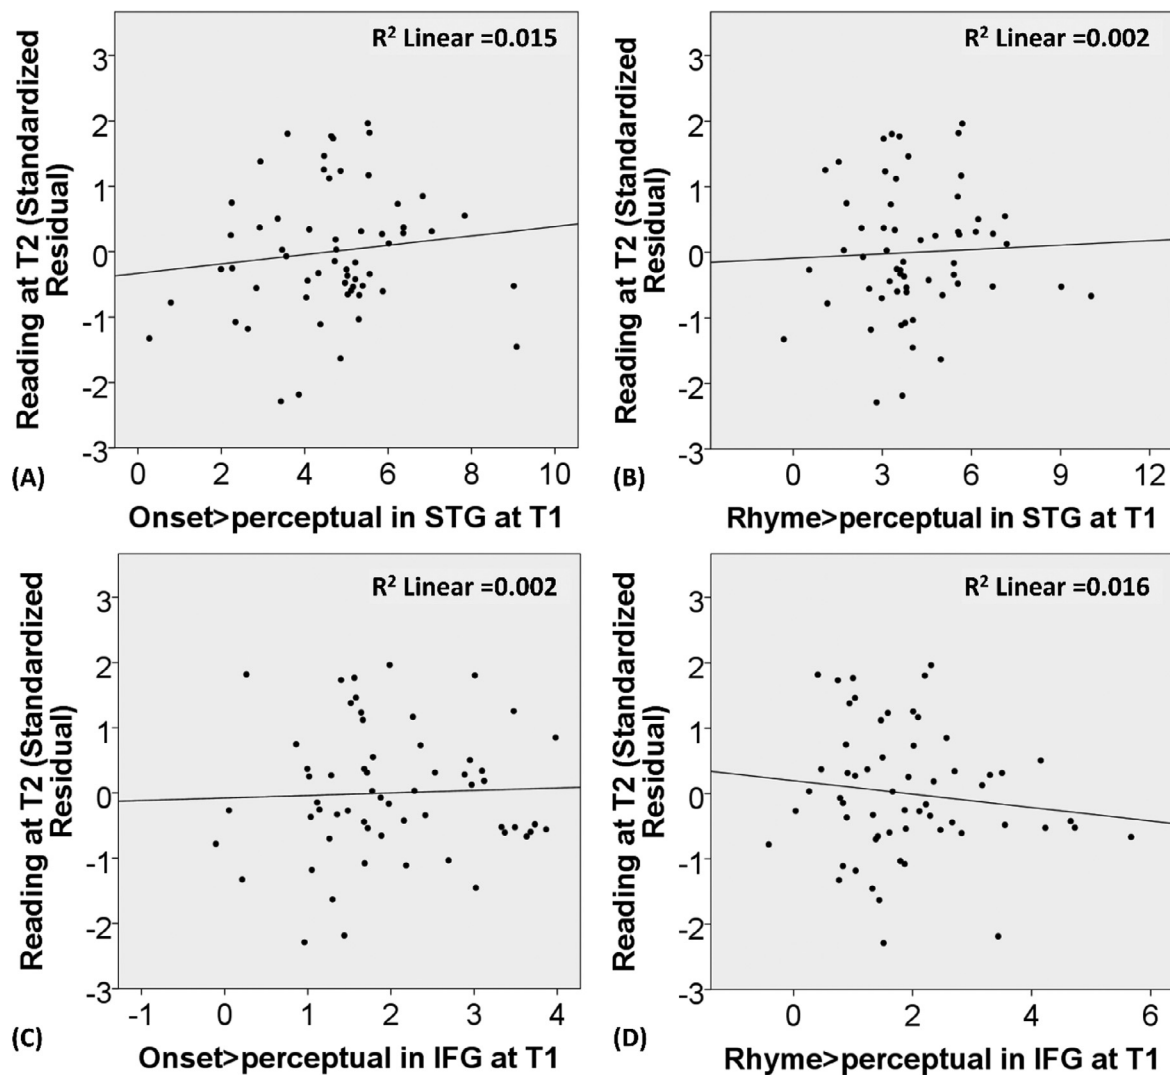 R² Linear =0.015
Reading at T2 (Standardized
Residual)
3
2
1
0
-1
-2
-3
0 2 4 6 8 10
(A)
Onset>perceptual in STG at T1
R² Linear =0.002
Reading at T2 (Standardized
Residual)
3
2
1
0
-1
-2
-3
0 3 6 9 12
(B)
Rhyme>perceptual in STG at T1
R² Linear =0.002
Reading at T2 (Standardized
Residual)
3
2
1
0
-1
-2
-3
-1 0 1 2 3 4
(C)
Onset>perceptual in IFG at T1
R² Linear =0.016
Reading at T2 (Standardized
Residual)
3
2
1
0
-1
-2
-3
0 2 4 6
(D)
Rhyme>perceptual in IFG at T1